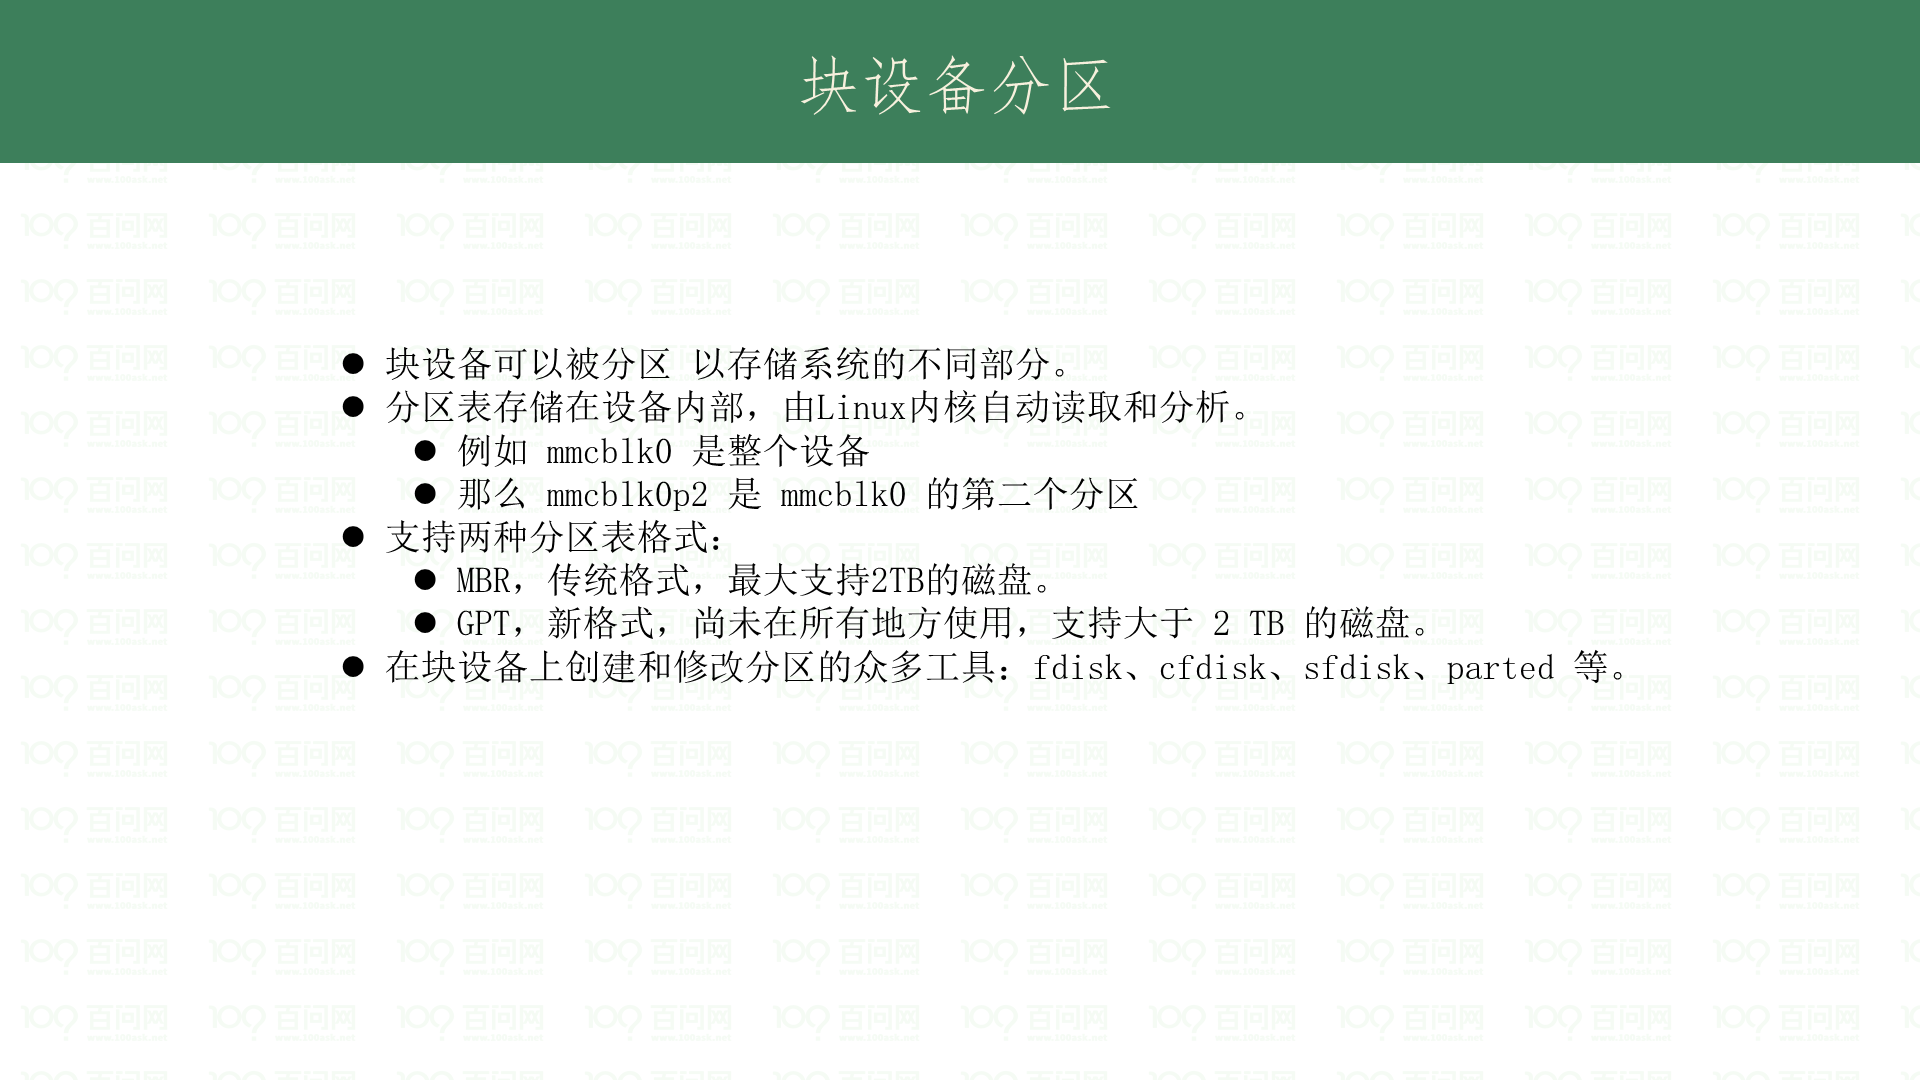 块设备分区
块设备可以被分区 以存储系统的不同部分。
分区表存储在设备内部，由Linux内核自动读取和分析。
例如 mmcblk0 是整个设备
那么 mmcblk0p2 是 mmcblk0 的第二个分区
支持两种分区表格式：
MBR，传统格式，最大支持2TB的磁盘。
GPT，新格式，尚未在所有地方使用，支持大于 2 TB 的磁盘。
在块设备上创建和修改分区的众多工具：fdisk、cfdisk、sfdisk、parted 等。
百问网
www.100ask.net